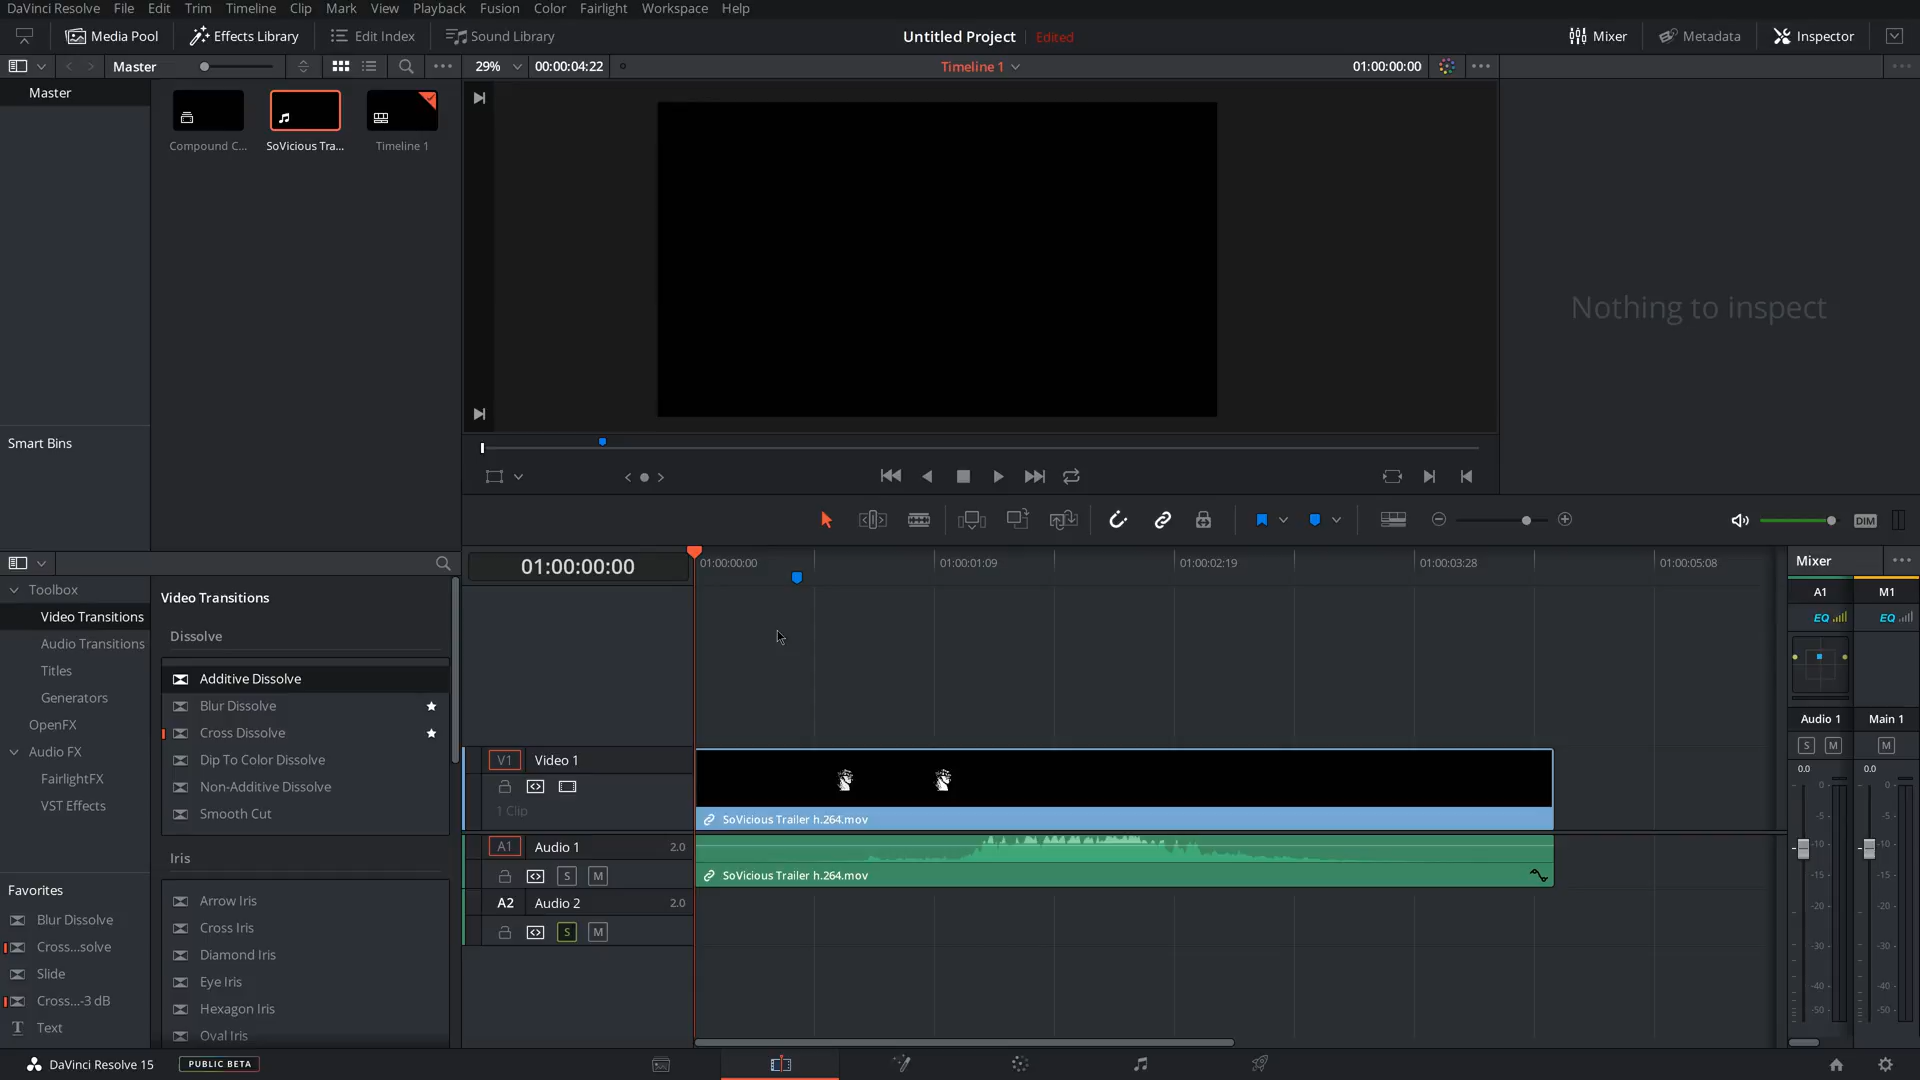 DaVinci Resolve File Edit Trim Timeline Clip Mark View Playback Fusion Color Fairlight Workspace Help
Media Pool Effects Library Edit Index Sound Library Untitled Project Edited Mixer Metadata Inspector
Master 29% 00:00:04:22 Timeline 1 01:00:00:00
Master
Compound C... SoVicious Tra... Timeline 1
Nothing to inspect
Smart Bins
DIM
01:00:00:00 01:00:00:00 01:00:01:09 01:00:02:19 01:00:03:28 01:00:05:08
Mixer
A1 M1
EQ EQ
Audio 1 Main 1
S M M
0.0 0.0
0 0
-5 -5
-10 -10
-15 -15
-20 -20
-30 -30
-40 -40
-50 -50
Toolbox
Video Transitions
Audio Transitions
Titles
Generators
OpenFX
Audio FX
FairlightFX
VST Effects
Favorites
Blur Dissolve
Cross...solve
Slide
Cross...-3 dB
T Text
Video Transitions
Dissolve
Additive Dissolve
Blur Dissolve
Cross Dissolve
Dip To Color Dissolve
Non-Additive Dissolve
Smooth Cut
Iris
Arrow Iris
Cross Iris
Diamond Iris
Eye Iris
Hexagon Iris
Oval Iris
V1 Video 1
1 Clip
SoVicious Trailer h.264.mov
A1 Audio 1 2.0
S M
SoVicious Trailer h.264.mov
A2 Audio 2 2.0
S M
DaVinci Resolve 15 PUBLIC BETA